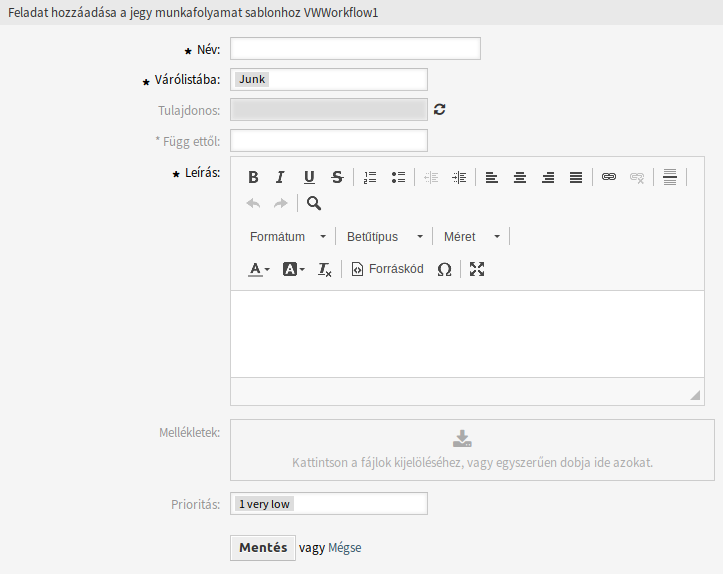 Feladat hozzáadása a jegy munkafolyamat sablonhoz VWWorkflow1
★ Név:
★ Várólistába: Junk
Tulajdonos:
* Függ ettől:
★ Leírás:
B I U S
Formátum Betűtípus Méret
A A Tx Forráskód Ω
Mellékletek:
Kattintson a fájlok kijelöléséhez, vagy egyszerűen dobja ide azokat.
Prioritás: 1 very low
Mentés vagy Mégse